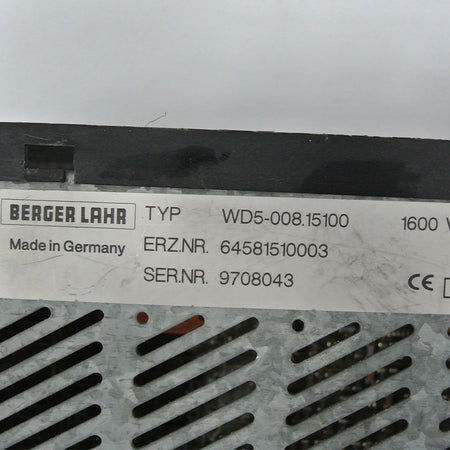 BERGER LAHR TYP WD5-008.15100 1600 W
Made in Germany ERZ.NR. 64581510003
SER.NR. 9708043 CE